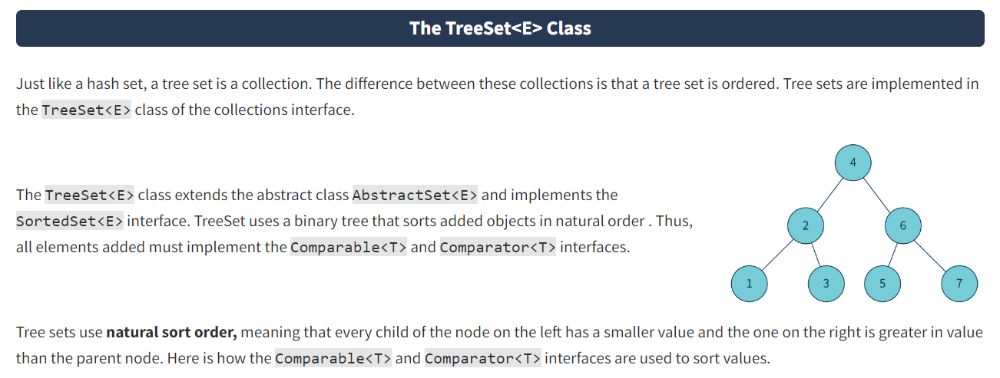 The TreeSet<E> Class
Just like a hash set, a tree set is a collection. The difference between these collections is that a tree set is ordered. Tree sets are implemented in
the TreeSet<E> class of the collections interface.
The TreeSet<E> class extends the abstract class AbstractSet<E> and implements the
SortedSet<E> interface. TreeSet uses a binary tree that sorts added objects in natural order . Thus,
all elements added must implement the Comparable<T> and Comparator<T> interfaces.
4
2 6
1 3 5 7
Tree sets use natural sort order, meaning that every child of the node on the left has a smaller value and the one on the right is greater in value
than the parent node. Here is how the Comparable<T> and Comparator<T> interfaces are used to sort values.